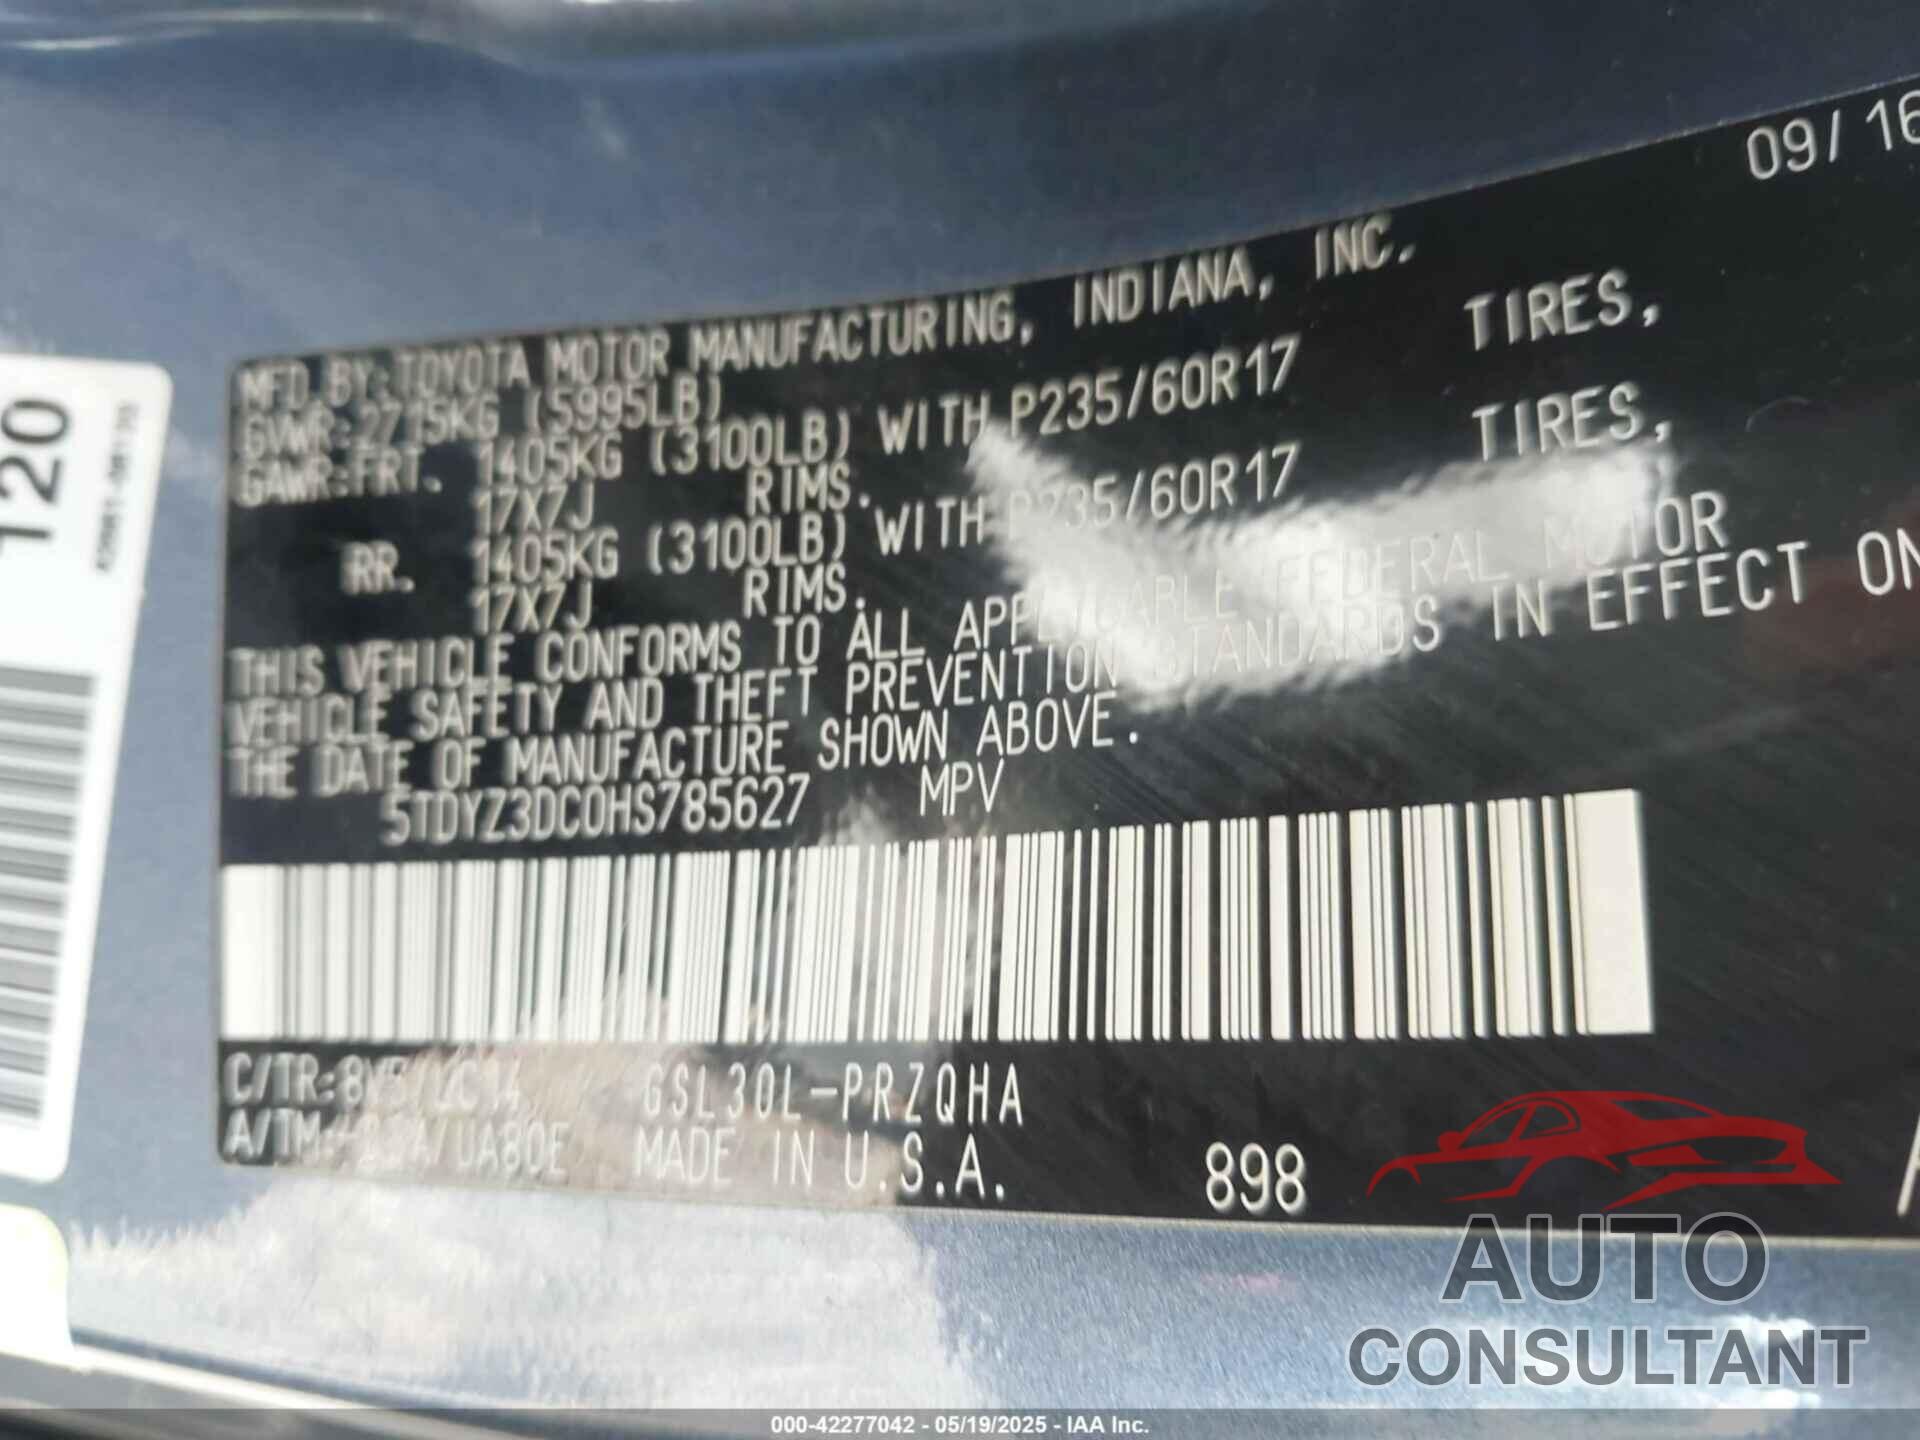 09/16
MFD BY:TOYOTA MOTOR MANUFACTURING, INDIANA, INC.
GVWR:2715KG (5995LB)
GAWR:FRT. 1405KG (3100LB) WITH P235/60R17 TIRES,
17X7J RIMS.
RR. 1405KG (3100LB) WITH P235/60R17 TIRES,
17X7J RIMS.
THIS VEHICLE CONFORMS TO ALL APPLICABLE FEDERAL MOTOR
VEHICLE SAFETY AND THEFT PREVENTION STANDARDS IN EFFECT ON
THE DATE OF MANUFACTURE SHOWN ABOVE.
5TDYZ3DC0HS785627 MPV
GSL30L-PRZQHA
MADE IN U.S.A.
898
120
AUTO
CONSULTANT
000-42277042 - 05/19/2025 - IAA Inc.